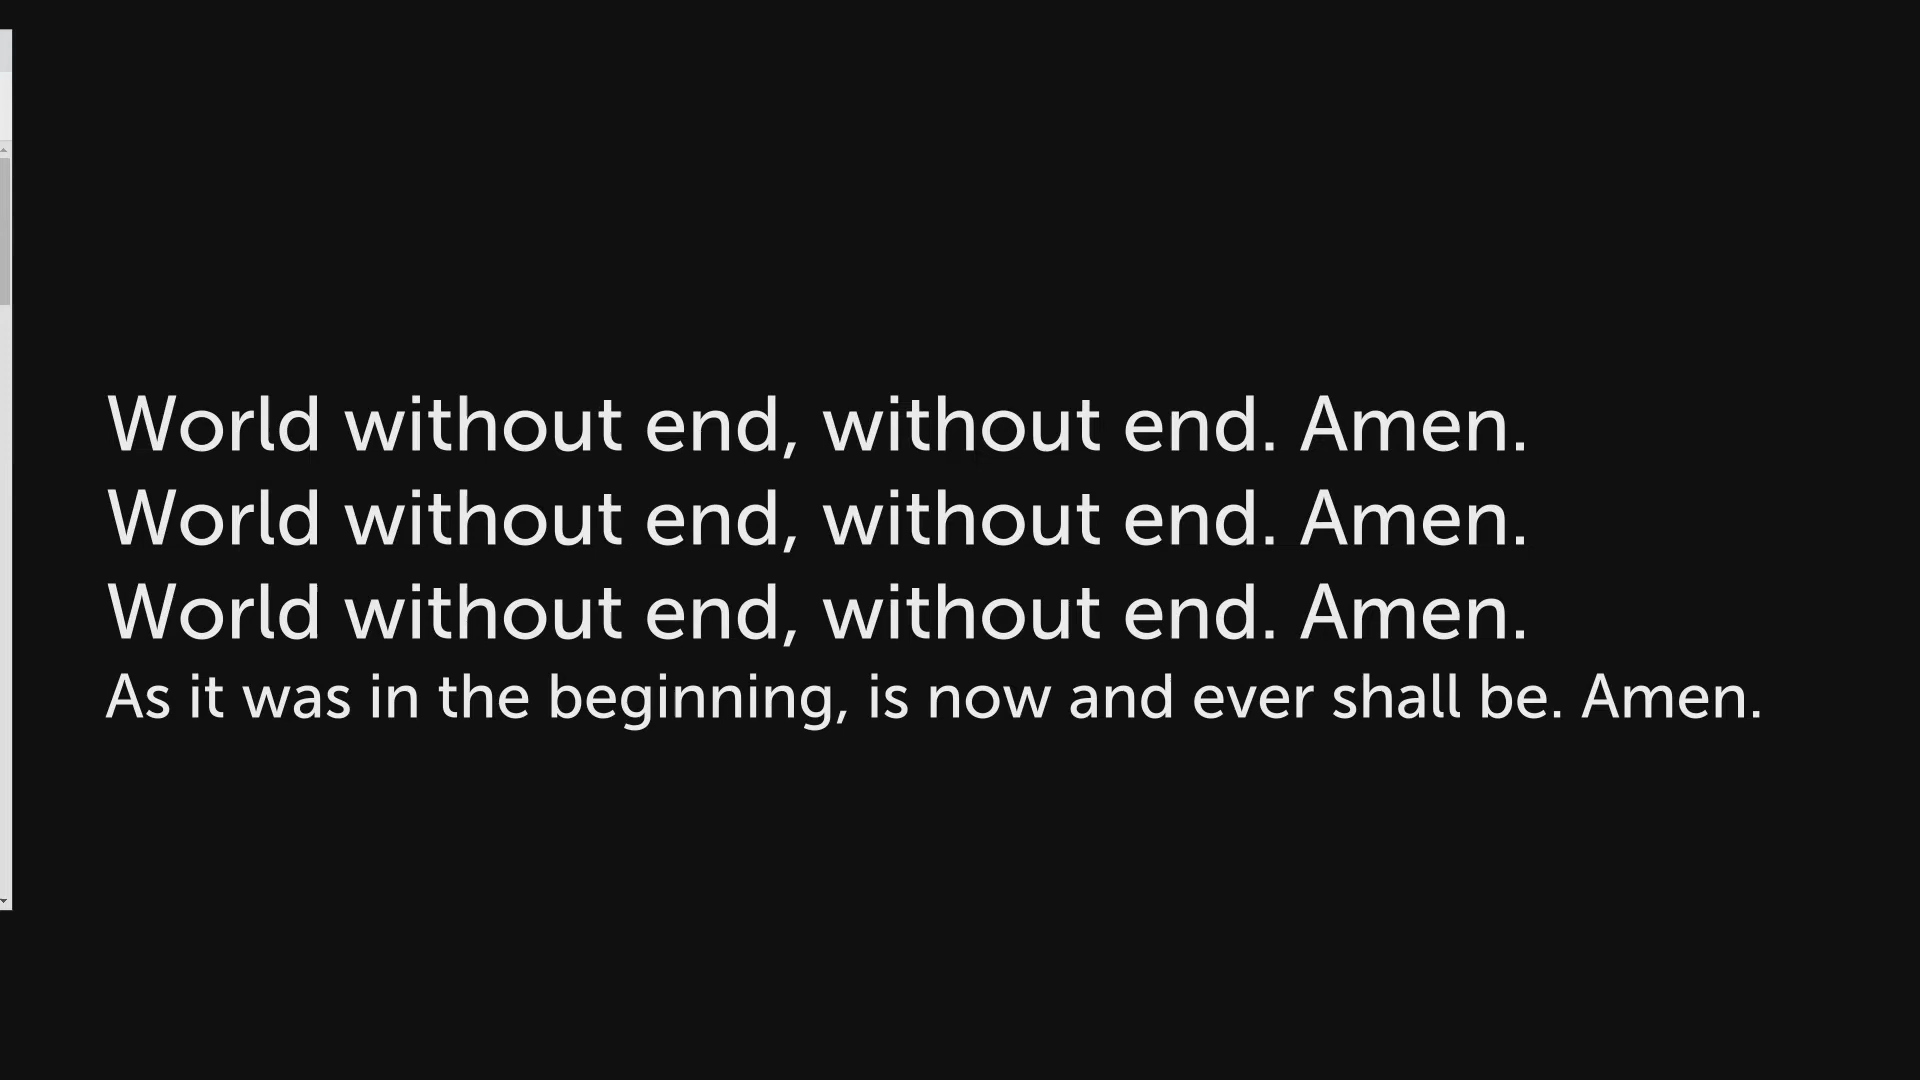 World without end, without end. Amen.
World without end, without end. Amen.
World without end, without end. Amen.
As it was in the beginning, is now and ever shall be. Amen.